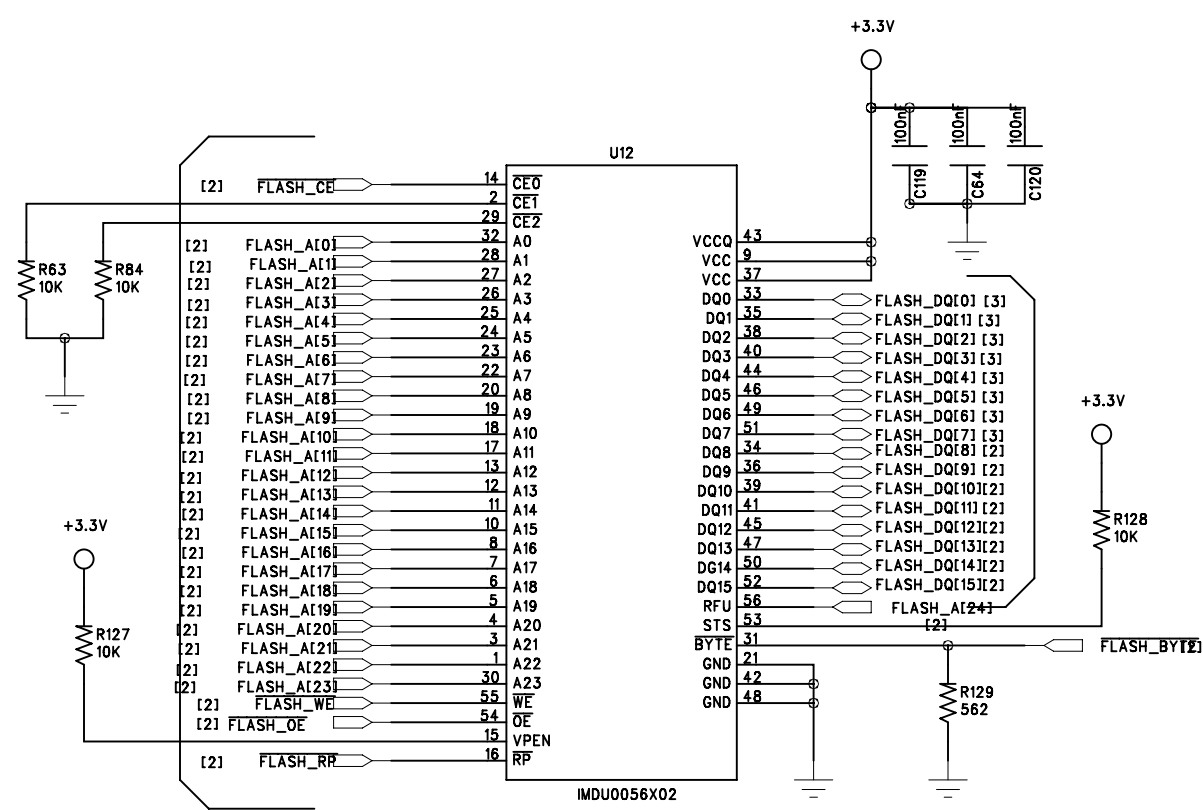 +3.3V
100nF 100nF 100nF
C119 C64 C120
U12
[2] FLASH_CE 14 CE0
2 CE1
29 CE2
[2] FLASH_A[0] 32 A0 VCCQ 43
[2] FLASH_A[1] 28 A1 VCC 9
[2] FLASH_A[2] 27 A2 VCC 37
[2] FLASH_A[3] 26 A3 DQ0 33 FLASH_DQ[0] [3]
[2] FLASH_A[4] 25 A4 DQ1 35 FLASH_DQ[1] [3]
[2] FLASH_A[5] 24 A5 DQ2 38 FLASH_DQ[2] [3]
[2] FLASH_A[6] 23 A6 DQ3 40 FLASH_DQ[3] [3]
[2] FLASH_A[7] 22 A7 DQ4 44 FLASH_DQ[4] [3]
[2] FLASH_A[8] 20 A8 DQ5 46 FLASH_DQ[5] [3]
[2] FLASH_A[9] 19 A9 DQ6 49 FLASH_DQ[6] [3]
[2] FLASH_A[10] 18 A10 DQ7 51 FLASH_DQ[7] [3]
[2] FLASH_A[11] 17 A11 DQ8 34 FLASH_DQ[8] [2]
[2] FLASH_A[12] 13 A12 DQ9 36 FLASH_DQ[9] [2]
[2] FLASH_A[13] 12 A13 DQ10 39 FLASH_DQ[10][2]
[2] FLASH_A[14] 11 A14 DQ11 41 FLASH_DQ[11] [2]
[2] FLASH_A[15] 10 A15 DQ12 45 FLASH_DQ[12][2]
[2] FLASH_A[16] 8 A16 DQ13 47 FLASH_DQ[13][2]
[2] FLASH_A[17] 7 A17 DG14 50 FLASH_DQ[14][2]
[2] FLASH_A[18] 6 A18 DQ15 52 FLASH_DQ[15][2]
[2] FLASH_A[19] 5 A19 RFU 56 FLASH_A[24]
[2] FLASH_A[20] 4 A20 STS 53 [2]
[2] FLASH_A[21] 3 A21 BYTE 31 FLASH_BYTE[2]
[2] FLASH_A[22] 1 A22 GND 21
[2] FLASH_A[23] 30 A23 GND 42
[2] FLASH_WE 55 WE GND 48
[2] FLASH_OE 54 OE
15 VPEN
[2] FLASH_RP 16 RP
IMDU0056X02
R63
10K
R84
10K
+3.3V
R127
10K
+3.3V
R128
10K
R129
562